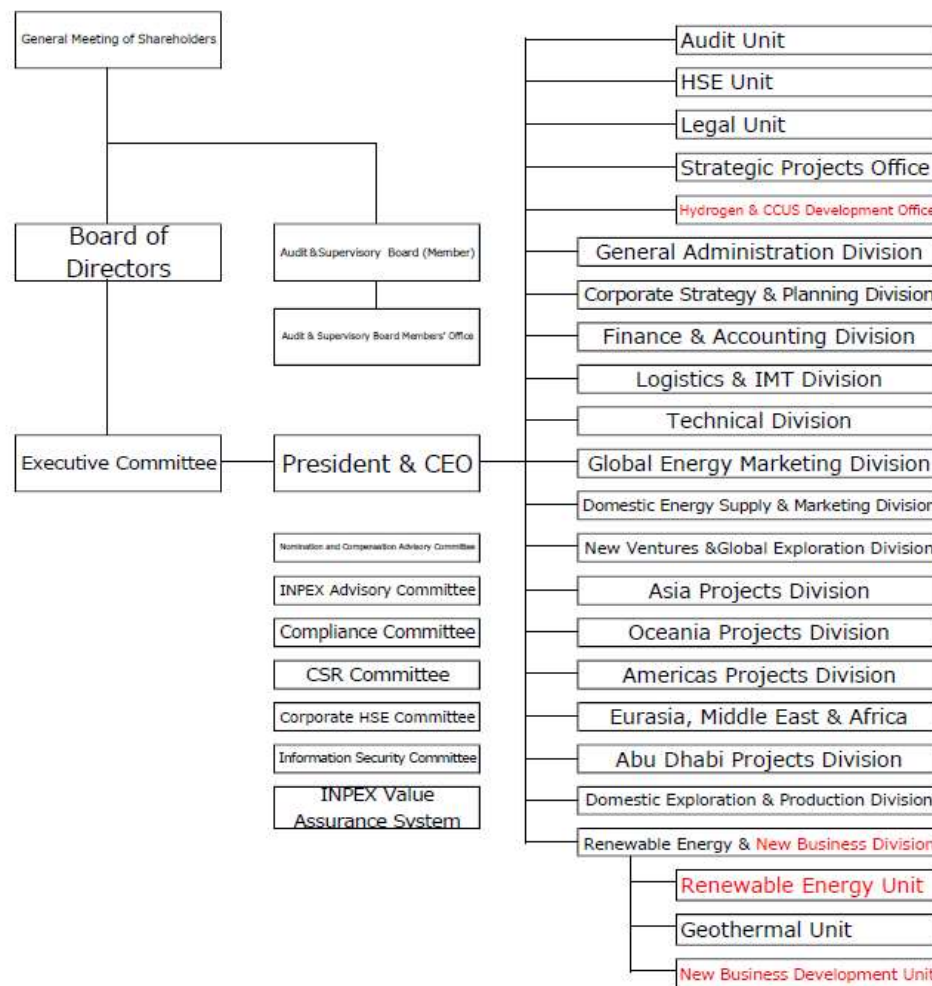 General Meeting of Shareholders
Board of
Directors
Audit &Supervisory Board (Member)
Audit & Supervisory Board Members' Office
Executive Committee
President & CEO
Nomination and Compensation Advisory Committee
INPEX Advisory Committee
Compliance Committee
CSR Committee
Corporate HSE Committee
Information Security Committee
INPEX Value
Assurance System
Audit Unit
HSE Unit
Legal Unit
Strategic Projects Office
Hydrogen & CCUS Development Office
General Administration Division
Corporate Strategy & Planning Division
Finance & Accounting Division
Logistics & IMT Division
Technical Division
Global Energy Marketing Division
Domestic Energy Supply & Marketing Division
New Ventures &Global Exploration Division
Asia Projects Division
Oceania Projects Division
Americas Projects Division
Eurasia, Middle East & Africa
Abu Dhabi Projects Division
Domestic Exploration & Production Division
Renewable Energy & New Business Division
Renewable Energy Unit
Geothermal Unit
New Business Development Unit